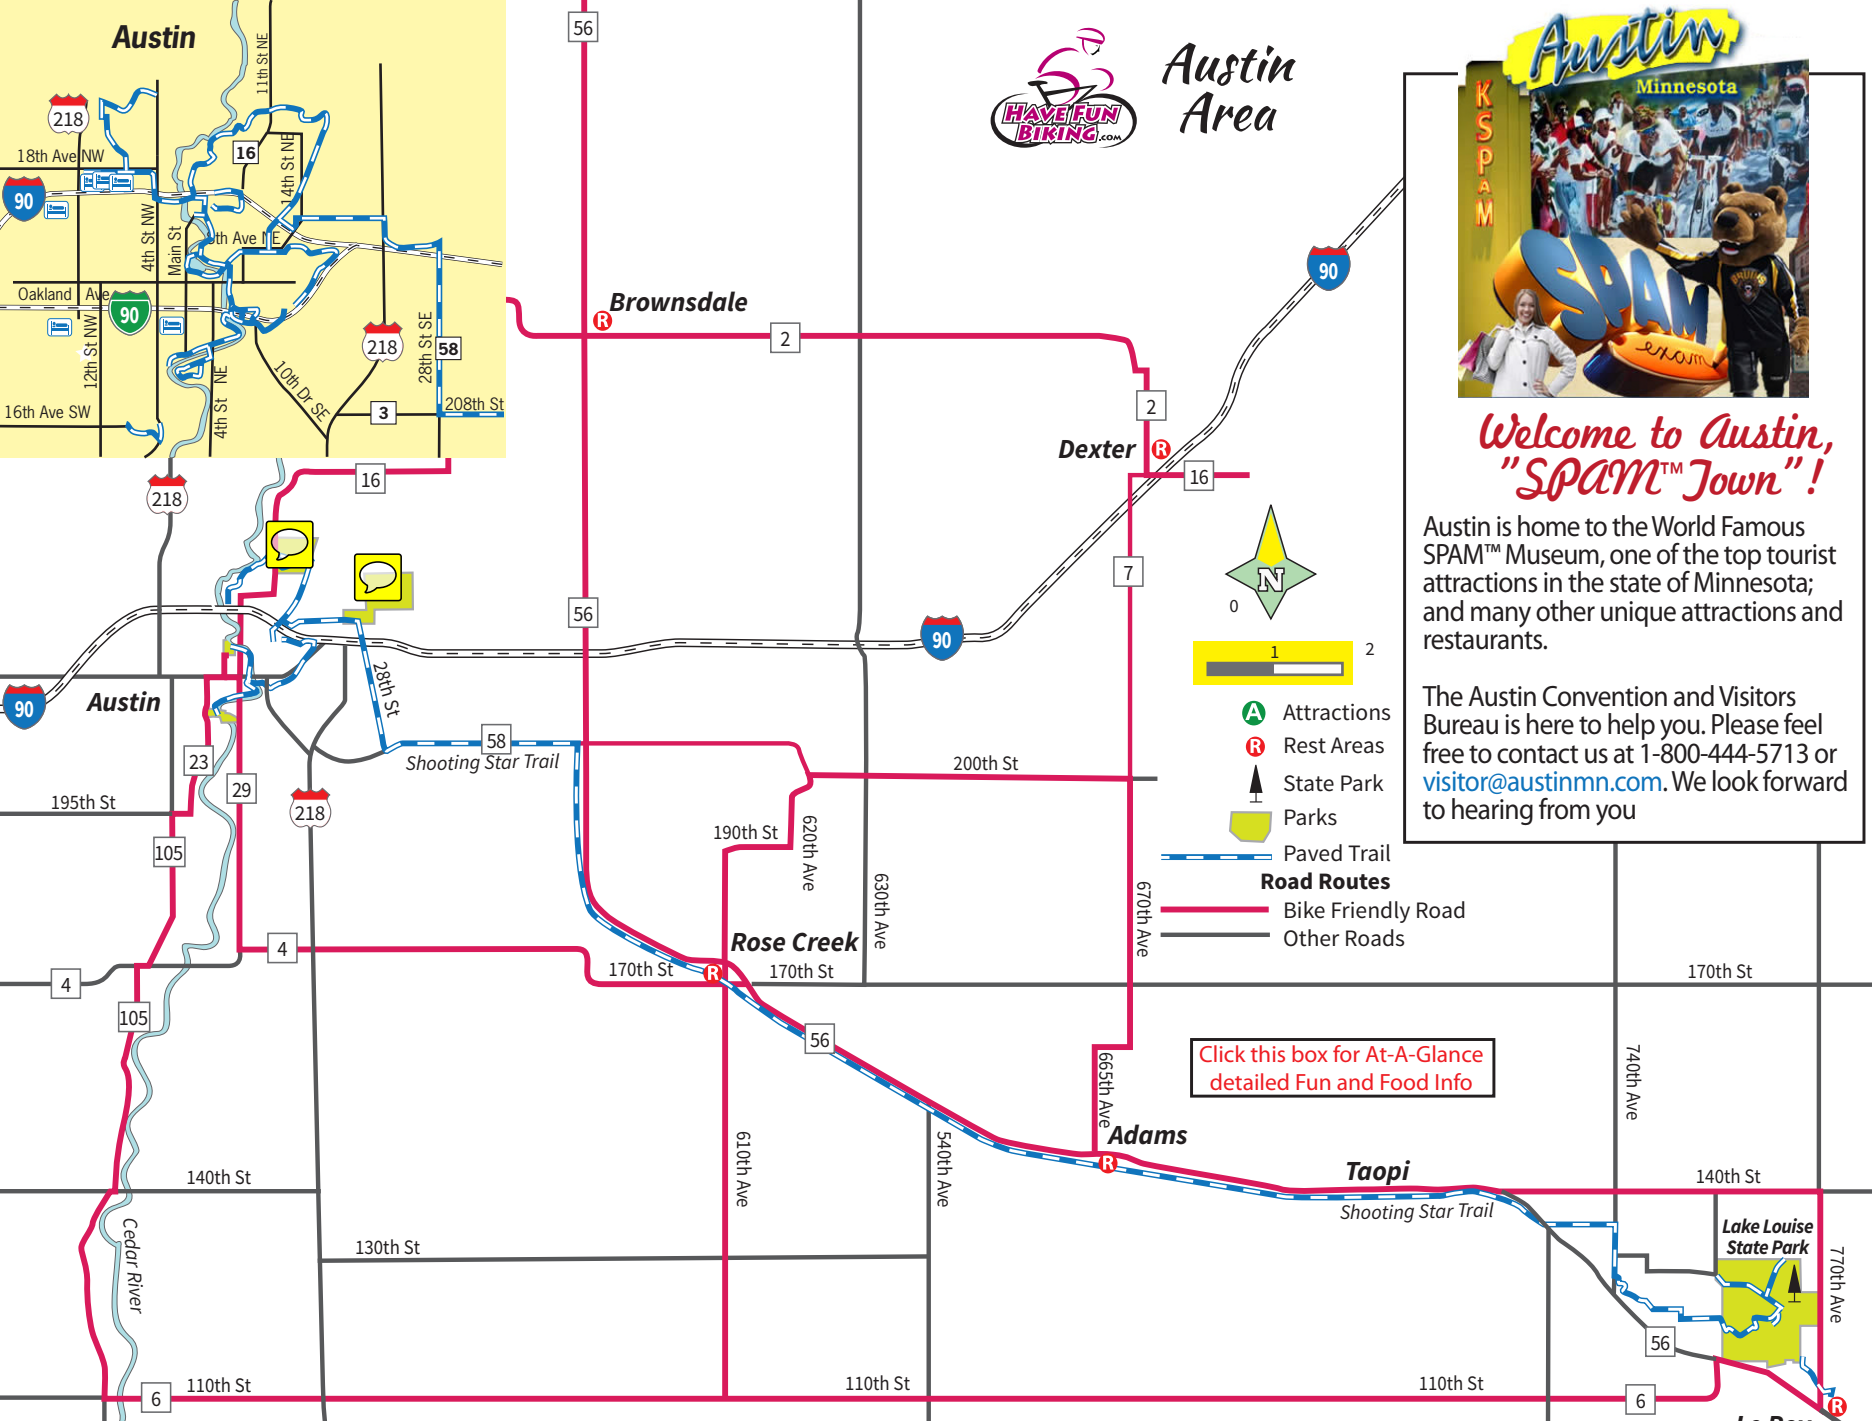 Austin
11th St NE
218
16
18th Ave NW
14th St NE
90
4th St NW
Main St
8th Ave NE
Oakland Ave
90
12th St NW
218
28th St SE
58
10th Dr SE
4th St NE
16th Ave SW
3
208th St
56
HAVE FUN
BIKING.COM
Austin
Area
90
Brownsdale
R
2
2
Dexter
R
16
16
218
7
56
90
90
Austin
28th St
58
Shooting Star Trail
23
29
195th St
218
105
200th St
190th St
620th Ave
630th Ave
670th Ave
Rose Creek
4
4
170th St
R
170th St
170th St
105
56
665th Ave
740th Ave
Adams
R
610th Ave
540th Ave
140th St
Taopi
140th St
Shooting Star Trail
Cedar River
130th St
Lake Louise
State Park
770th Ave
56
6
110th St
110th St
110th St
6
R
N
0
1
2
A Attractions
R Rest Areas
State Park
Parks
Paved Trail
Road Routes
Bike Friendly Road
Other Roads
Click this box for At-A-Glance
detailed Fun and Food Info
Austin
Minnesota
KSPAM
BRUINS
SPAM
exam
Welcome to Austin,
"SPAM™ Town" !
Austin is home to the World Famous
SPAM™ Museum, one of the top tourist
attractions in the state of Minnesota;
and many other unique attractions and
restaurants.
The Austin Convention and Visitors
Bureau is here to help you. Please feel
free to contact us at 1-800-444-5713 or
visitor@austinmn.com. We look forward
to hearing from you